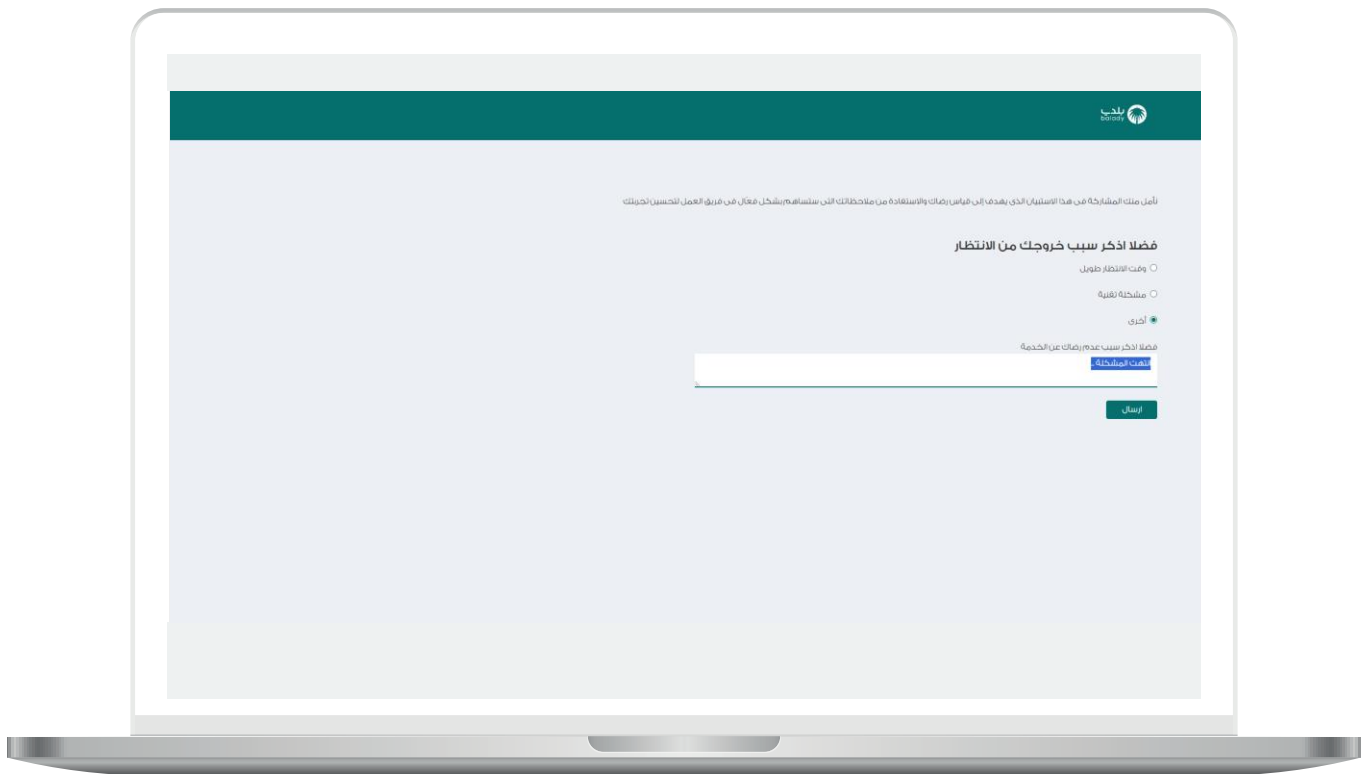 بلدي
balady
نأمل منك المشاركة في هذا الاستبيان الذي يهدف إلى قياس رضاك والاستفادة من ملاحظاتك التي ستساهم بشكل فعال في فريق العمل لتحسين تجربتك
فضلا اذكر سبب خروجك من الانتظار
وقت الانتظار طويل
مشكلة تقنية
أخرى
فضلا اذكر سبب عدم رضاك عن الخدمة
انتهت المشكلة .
ارسال